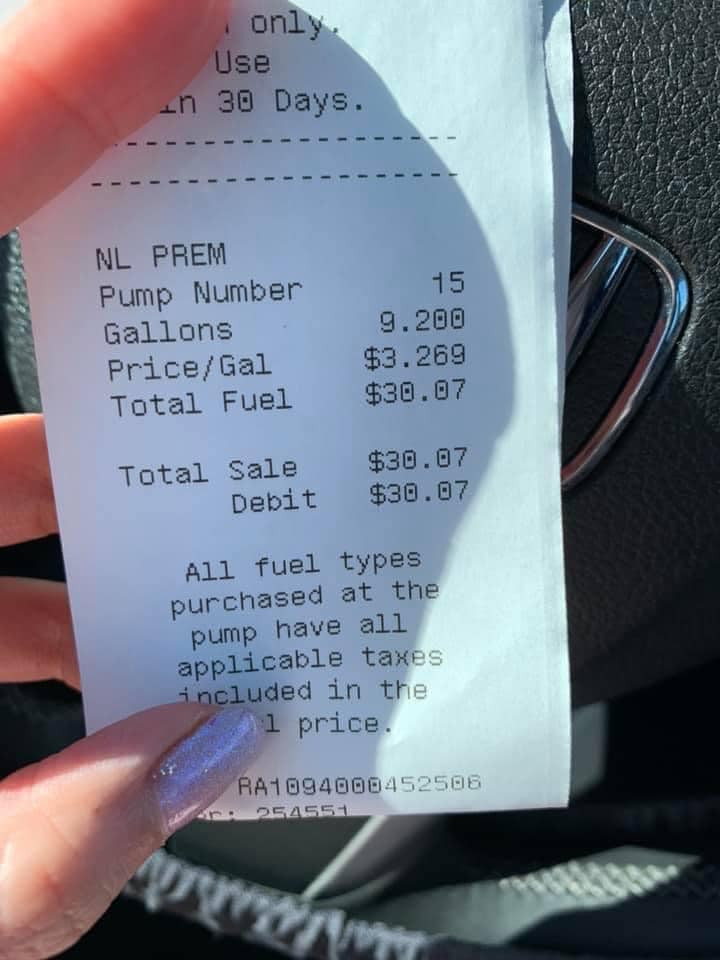 only.
Use
in 30 Days.
NL PREM
Pump Number 15
Gallons 9.200
Price/Gal $3.269
Total Fuel $30.07
Total Sale $30.07
Debit $30.07
All fuel types
purchased at the
pump have all
applicable taxes
included in the
price.
RA1094000452506
254551